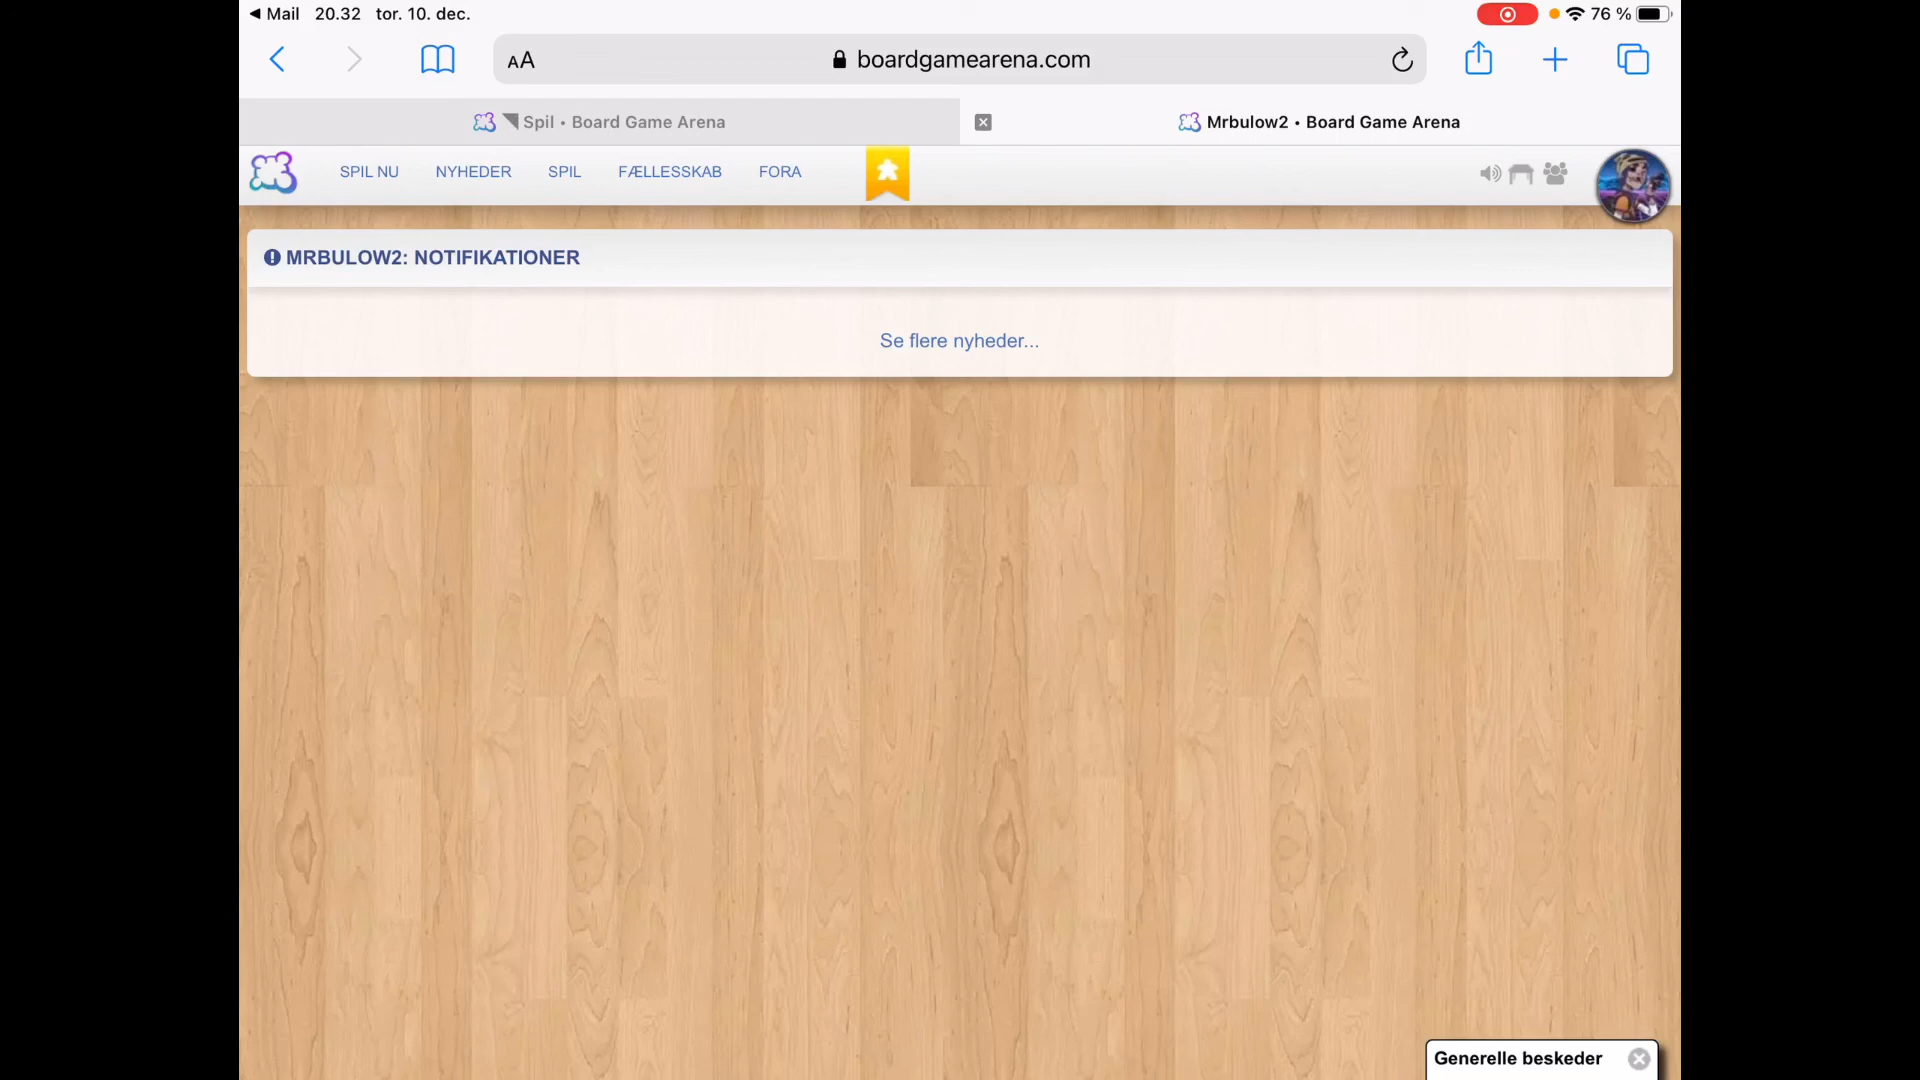 Mail 20.32 tor. 10. dec. 76 %
AA boardgamearena.com
Spil • Board Game Arena Mrbulow2 • Board Game Arena
SPIL NU NYHEDER SPIL FÆLLESSKAB FORA
MRBULOW2: NOTIFIKATIONER
Se flere nyheder...
Generelle beskeder